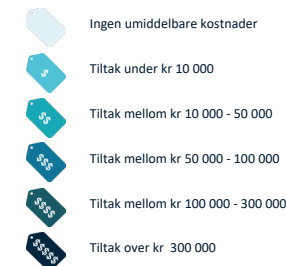 Ingen umiddelbare kostnader
$ Tiltak under kr 10 000
$$ Tiltak mellom kr 10 000 - 50 000
$$$ Tiltak mellom kr 50 000 - 100 000
$$$$ Tiltak mellom kr 100 000 - 300 000
$$$$$ Tiltak over kr  300 000